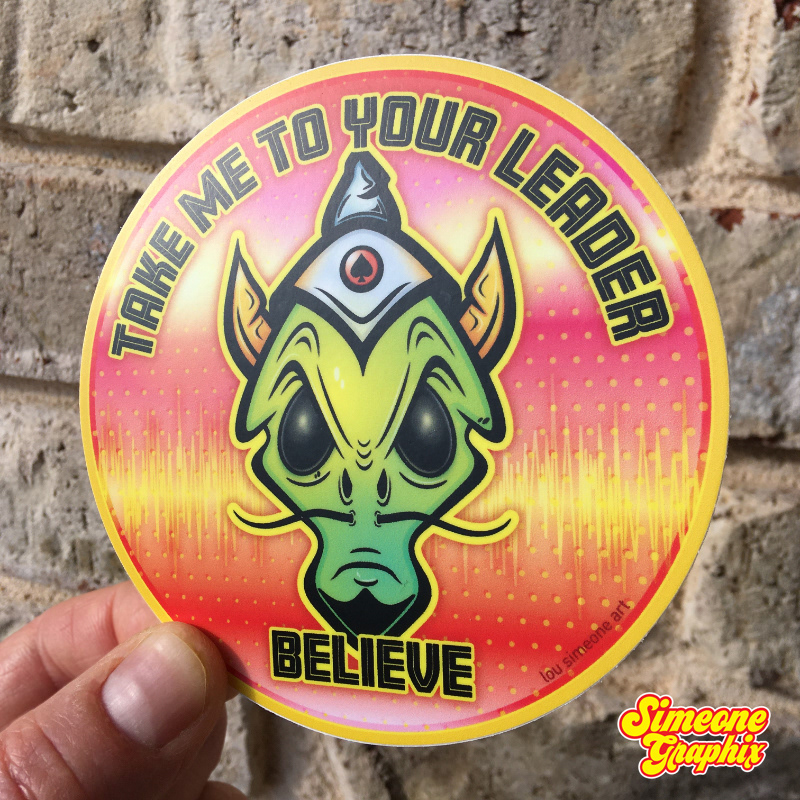 TAKE ME TO YOUR LEADER
BELIEVE
lou simeone art
Simeone
Graphix